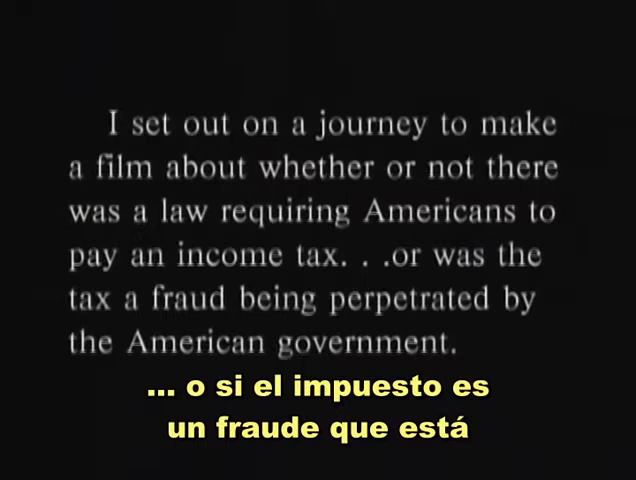 I set out on a journey to make
a film about whether or not there
was a law requiring Americans to
pay an income tax. . .or was the
tax a fraud being perpetrated by
the American government.
... o si el impuesto es
un fraude que está